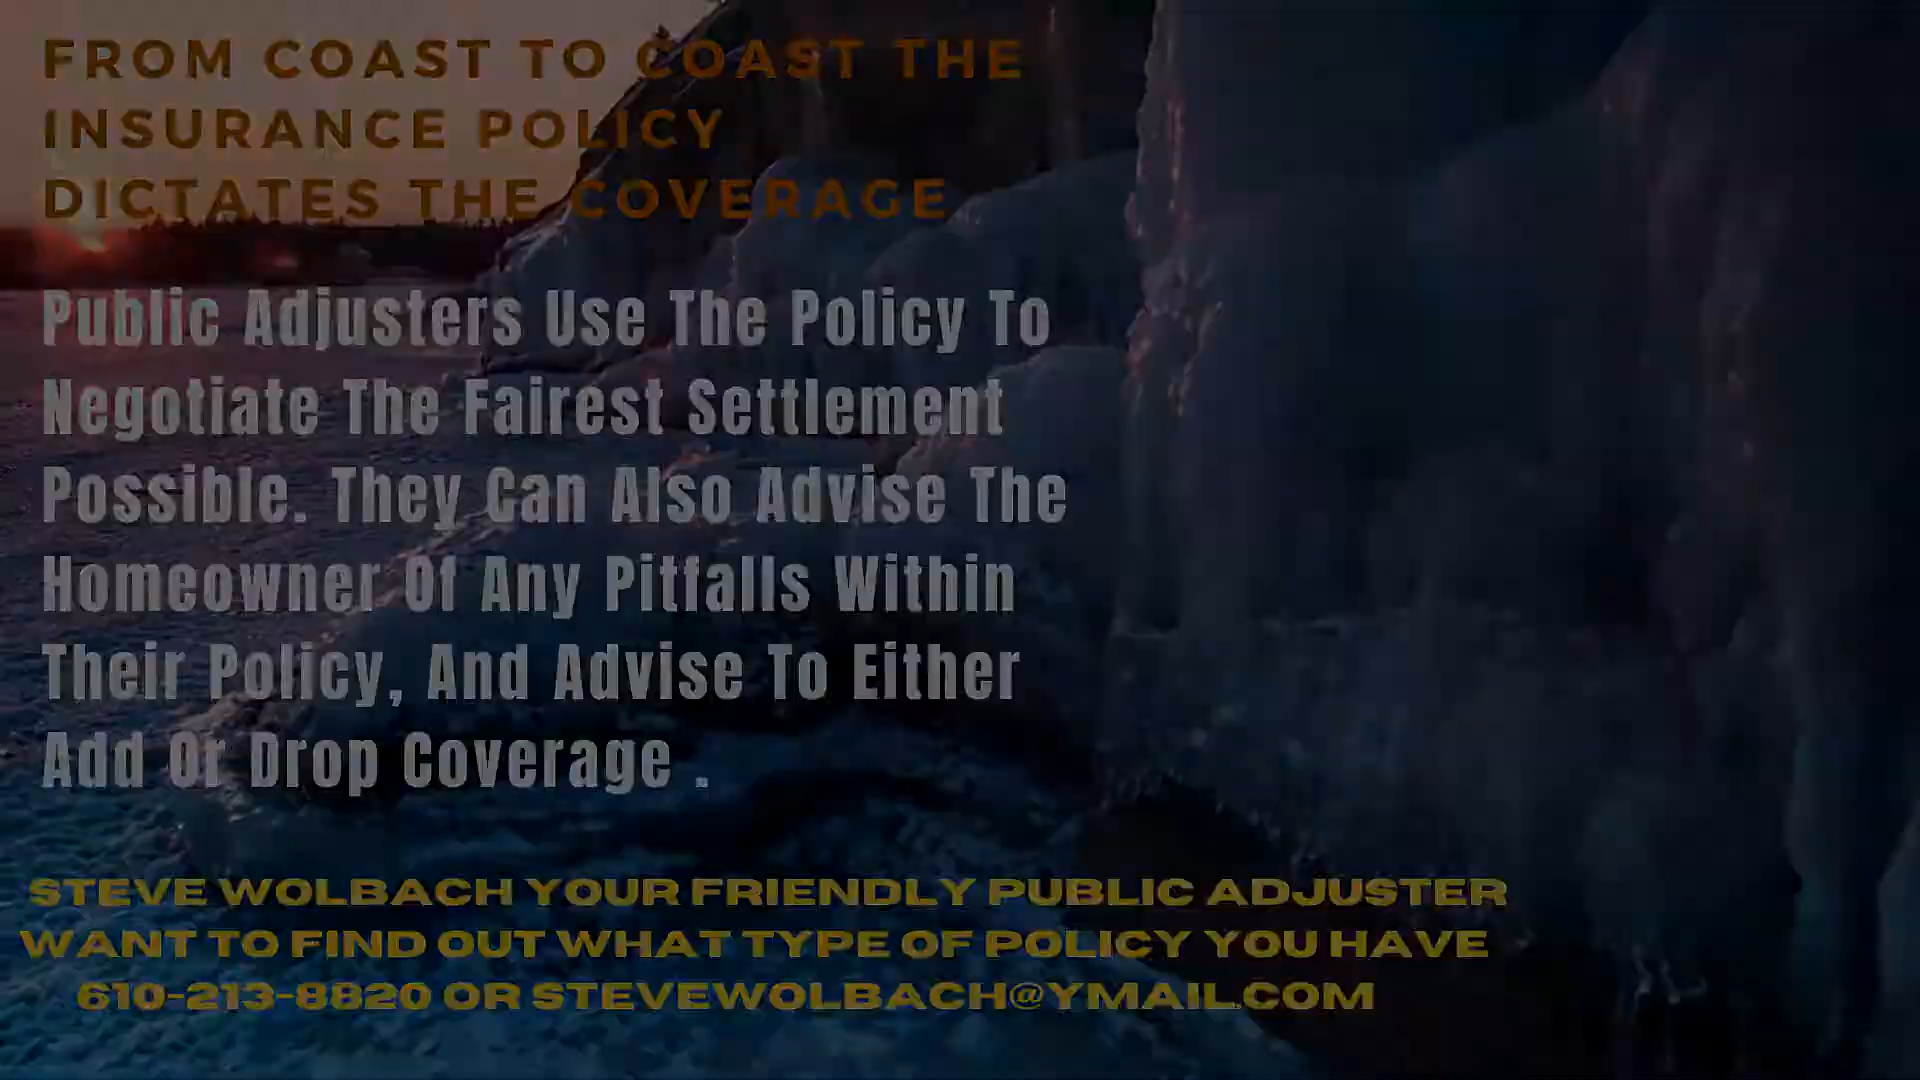 FROM COAST TO COAST THE
INSURANCE POLICY
DICTATES THE COVERAGE
Public Adjusters Use The Policy To
Negotiate The Fairest Settlement
Possible. They Can Also Advise The
Homeowner Of Any Pitfalls Within
Their Policy, And Advise To Either
Add Or Drop Coverage .
STEVE WOLBACH YOUR FRIENDLY PUBLIC ADJUSTER
WANT TO FIND OUT WHAT TYPE OF POLICY YOU HAVE
610-213-8820 OR STEVEWOLBACH@YMAIL.COM